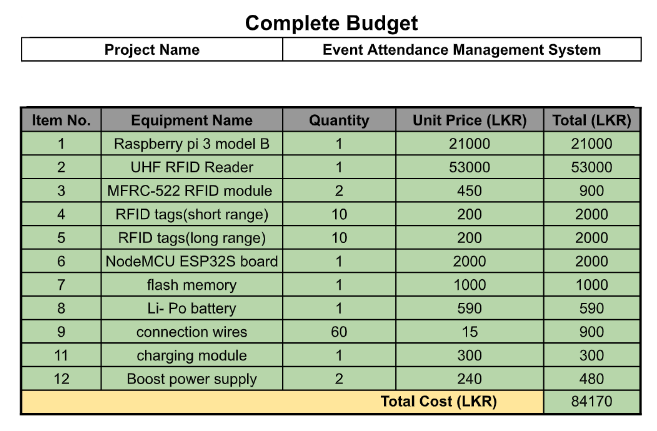 Complete Budget
Project Name Event Attendance Management System
Item No. Equipment Name Quantity Unit Price (LKR) Total (LKR)
1 Raspberry pi 3 model B 1 21000 21000
2 UHF RFID Reader 1 53000 53000
3 MFRC-522 RFID module 2 450 900
4 RFID tags(short range) 10 200 2000
5 RFID tags(long range) 10 200 2000
6 NodeMCU ESP32S board 1 2000 2000
7 flash memory 1 1000 1000
8 Li- Po battery 1 590 590
9 connection wires 60 15 900
11 charging module 1 300 300
12 Boost power supply 2 240 480
Total Cost (LKR) 84170